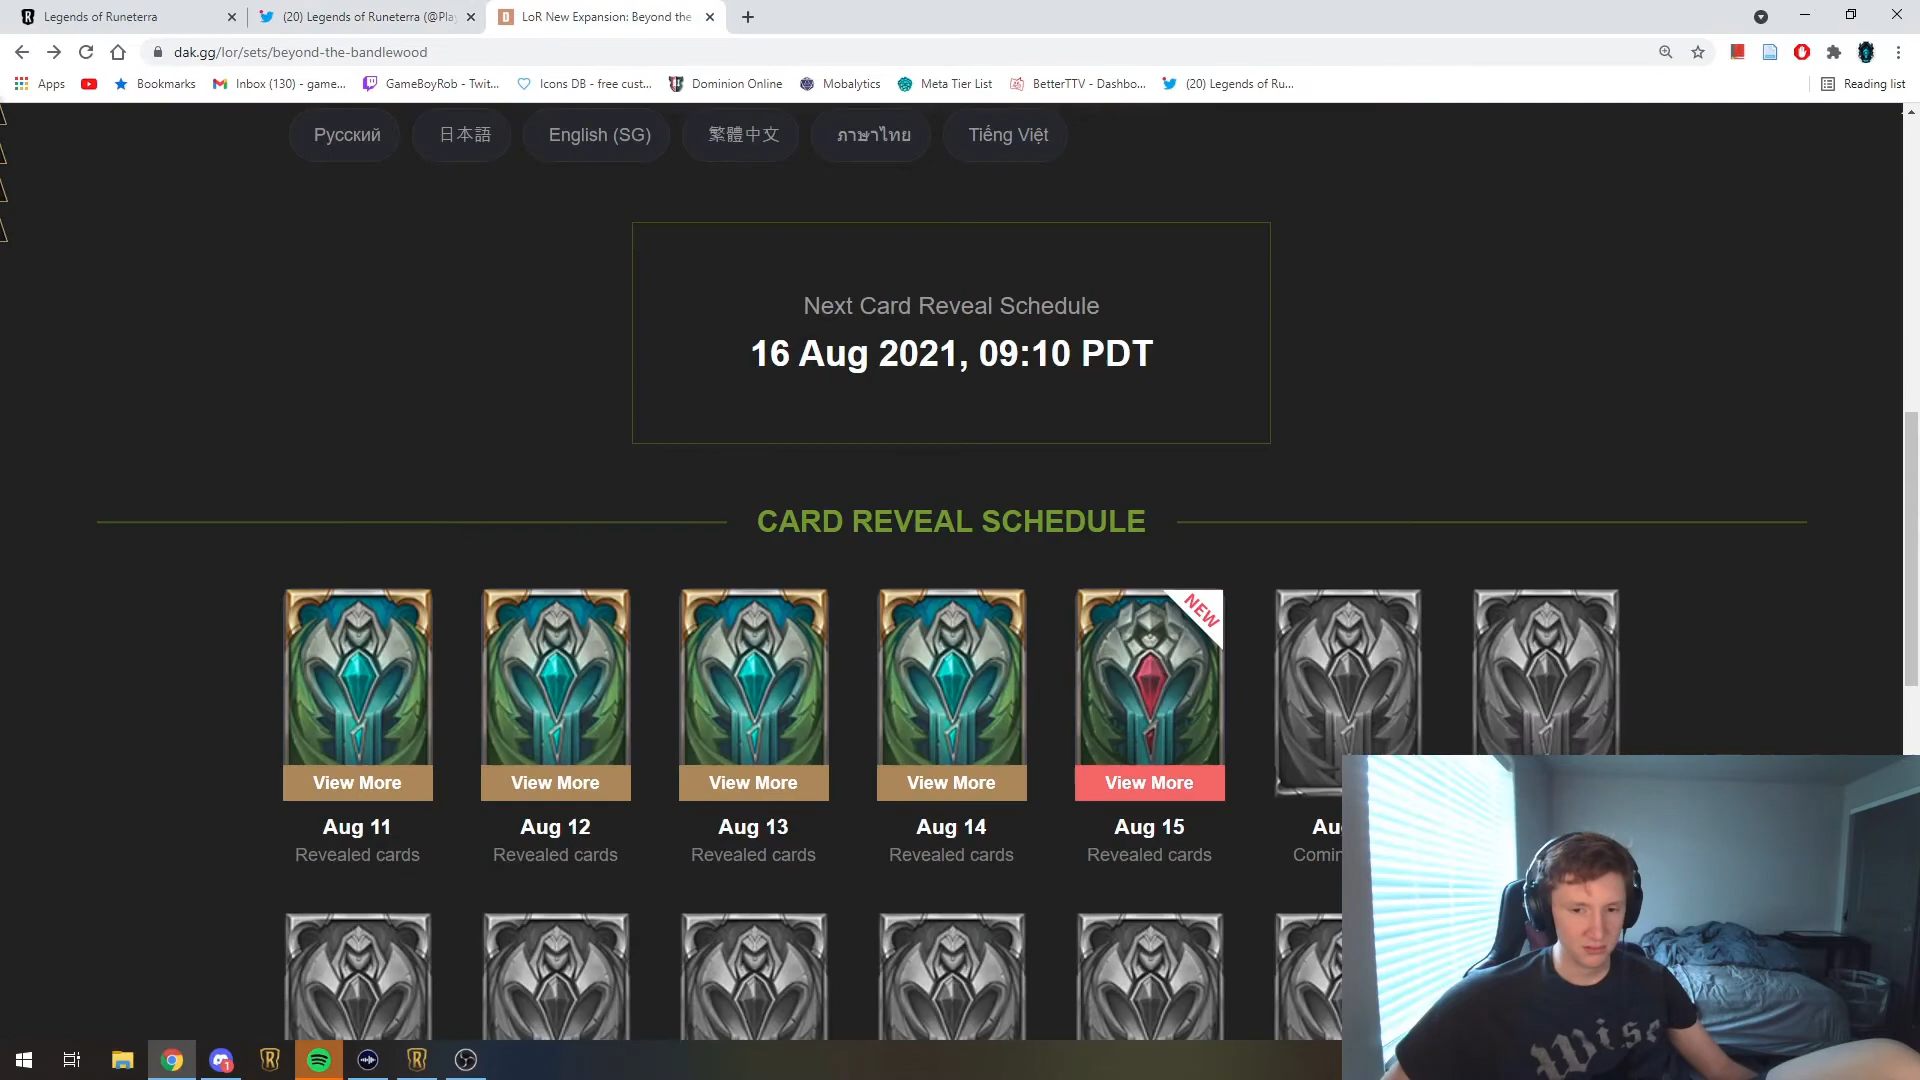 Legends of Runeterra
(20) Legends of Runeterra (@Play
LoR New Expansion: Beyond the
dak.gg/lor/sets/beyond-the-bandlewood
Apps
Bookmarks
Inbox (130) - game...
GameBoyRob - Twit...
Icons DB - free cust...
Dominion Online
Mobalytics
Meta Tier List
BetterTTV - Dashbo...
(20) Legends of Ru...
Reading list
Русский
日本語
English (SG)
繁體中文
ภาษาไทย
Tiếng Việt
Next Card Reveal Schedule
16 Aug 2021, 09:10 PDT
CARD REVEAL SCHEDULE
NEW
View More
View More
View More
View More
View More
Aug 11
Aug 12
Aug 13
Aug 14
Aug 15
Au
Revealed cards
Revealed cards
Revealed cards
Revealed cards
Revealed cards
Comin
Wise
1